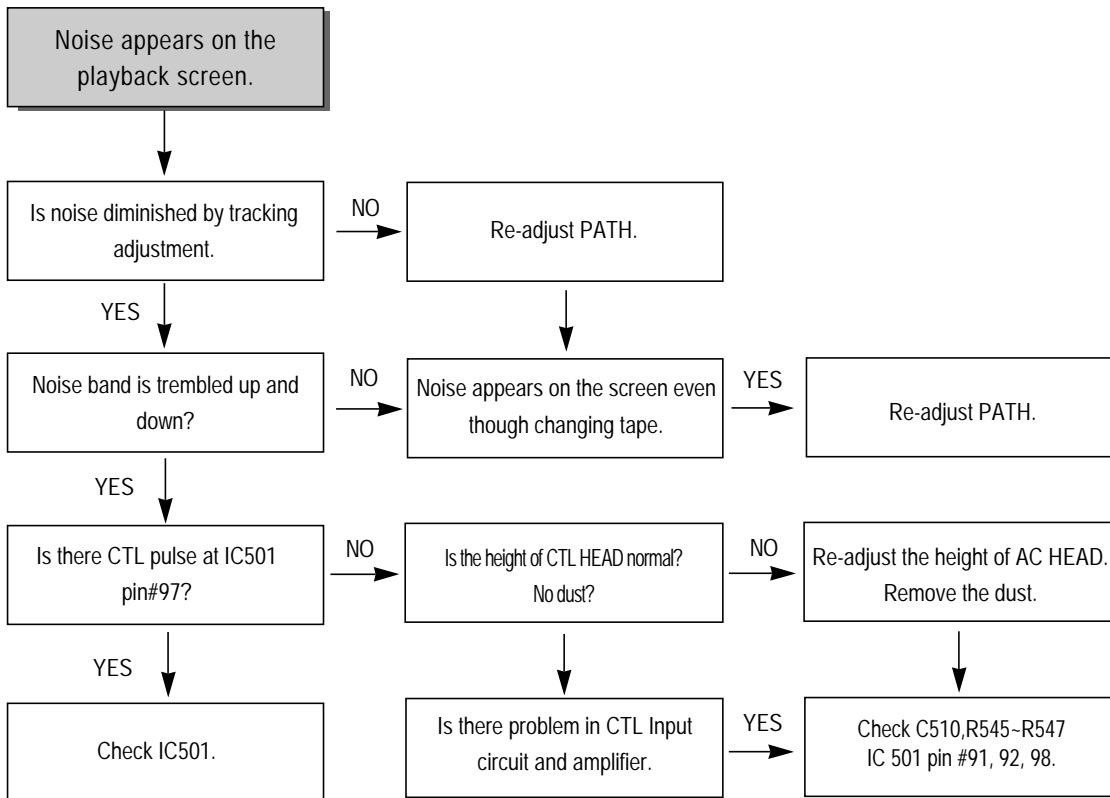 Noise appears on the
playback screen.
Is noise diminished by tracking
adjustment.
NO
Re-adjust PATH.
YES
Noise band is trembled up and
down?
NO
Noise appears on the screen even
though changing tape.
YES
Re-adjust PATH.
YES
Is there CTL pulse at IC501
pin#97?
NO
Is the height of CTL HEAD normal?
No dust?
NO
Re-adjust the height of AC HEAD.
Remove the dust.
YES
Check IC501.
Is there problem in CTL Input
circuit and amplifier.
YES
Check C510,R545~R547
IC 501 pin #91, 92, 98.